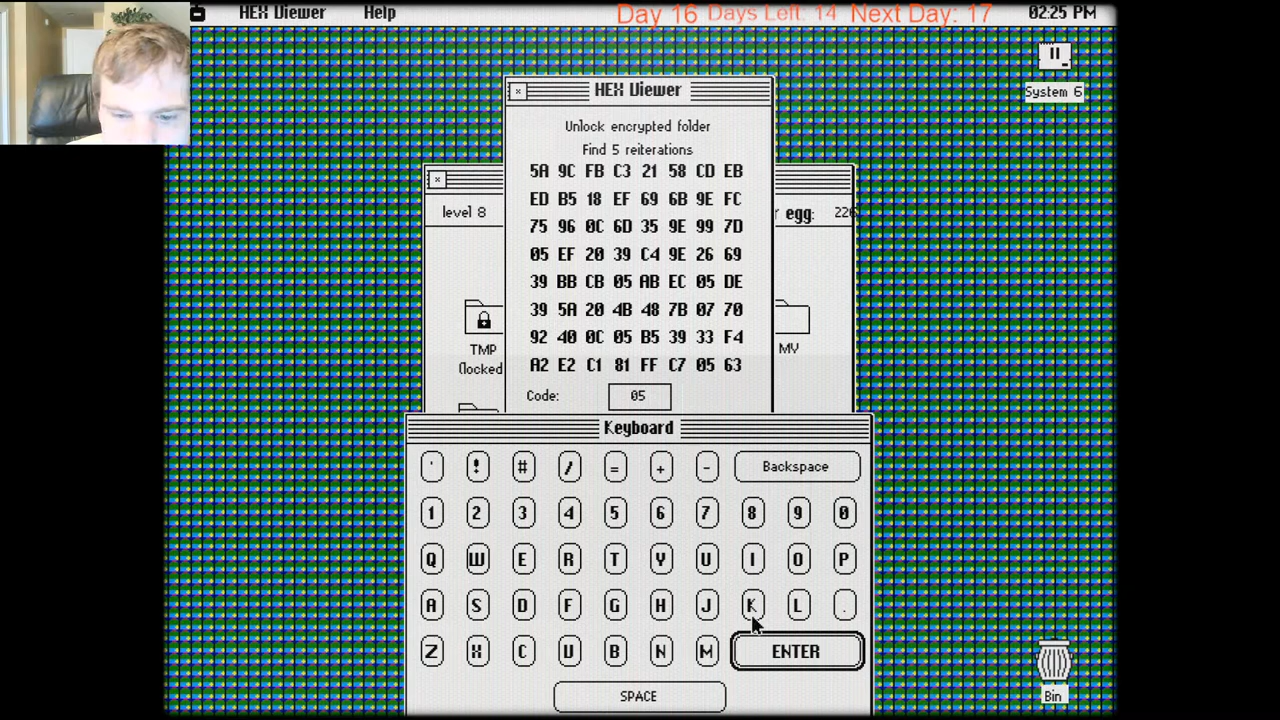 HEX Viewer Help Day 16 Days Left: 14 Next Day: 17 02:25 PM
System 6
HEX Viewer
Unlock encrypted folder
Find 5 reiterations
5A 9C FB C3 21 58 CD EB
ED B5 18 EF 69 6B 9E FC
75 96 0C 6D 35 9E 99 7D
05 EF 20 39 C4 9E 26 69
39 BB CB 05 AB EC 05 DE
39 5A 20 4B 48 7B 07 70
92 40 0C 05 B5 39 33 F4
A2 E2 C1 81 FF C7 05 63
Code: 05
level 8
egg: 226
TMP
(locked
MV
Keyboard
' ! # / = + - Backspace
1 2 3 4 5 6 7 8 9 0
Q W E R T Y U I O P
A S D F G H J K L .
Z X C V B N M ENTER
SPACE
Bin